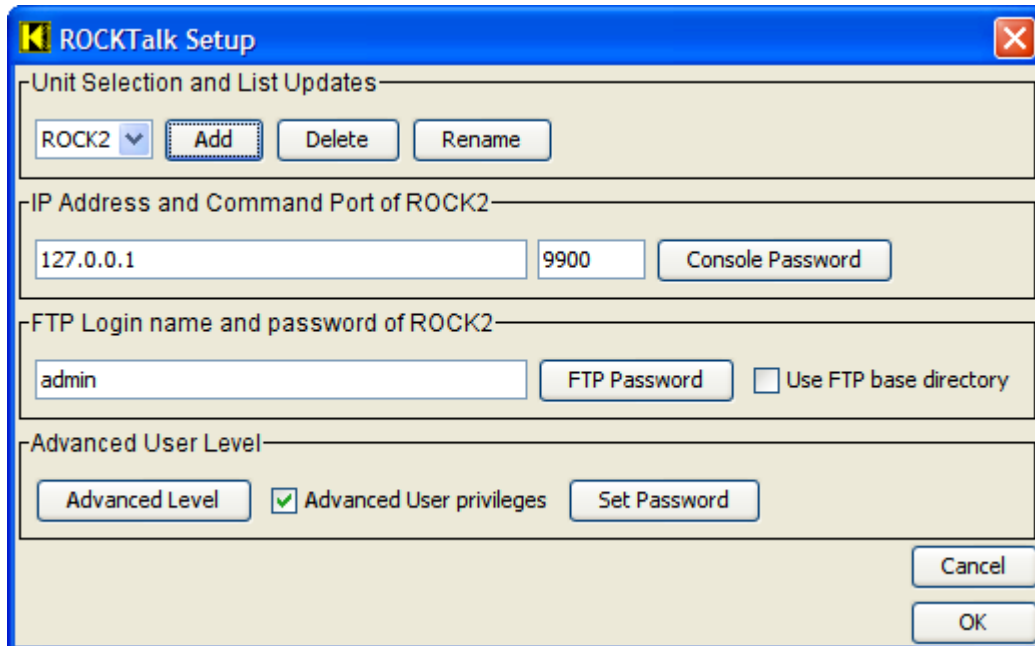 ROCKTalk Setup
Unit Selection and List Updates
ROCK2 Add Delete Rename
IP Address and Command Port of ROCK2
127.0.0.1 9900 Console Password
FTP Login name and password of ROCK2
admin FTP Password Use FTP base directory
Advanced User Level
Advanced Level Advanced User privileges Set Password
Cancel
OK